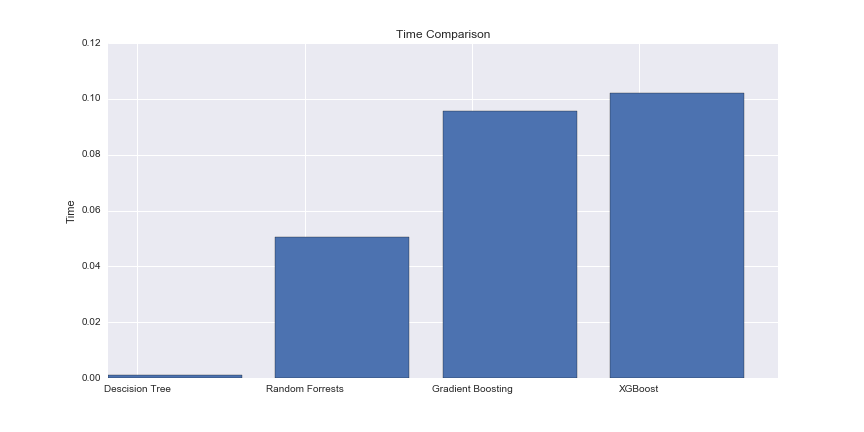 Time Comparison
0.12
0.10
0.08
0.06
0.04
0.02
0.00
Time
Descision Tree
Random Forrests
Gradient Boosting
XGBoost